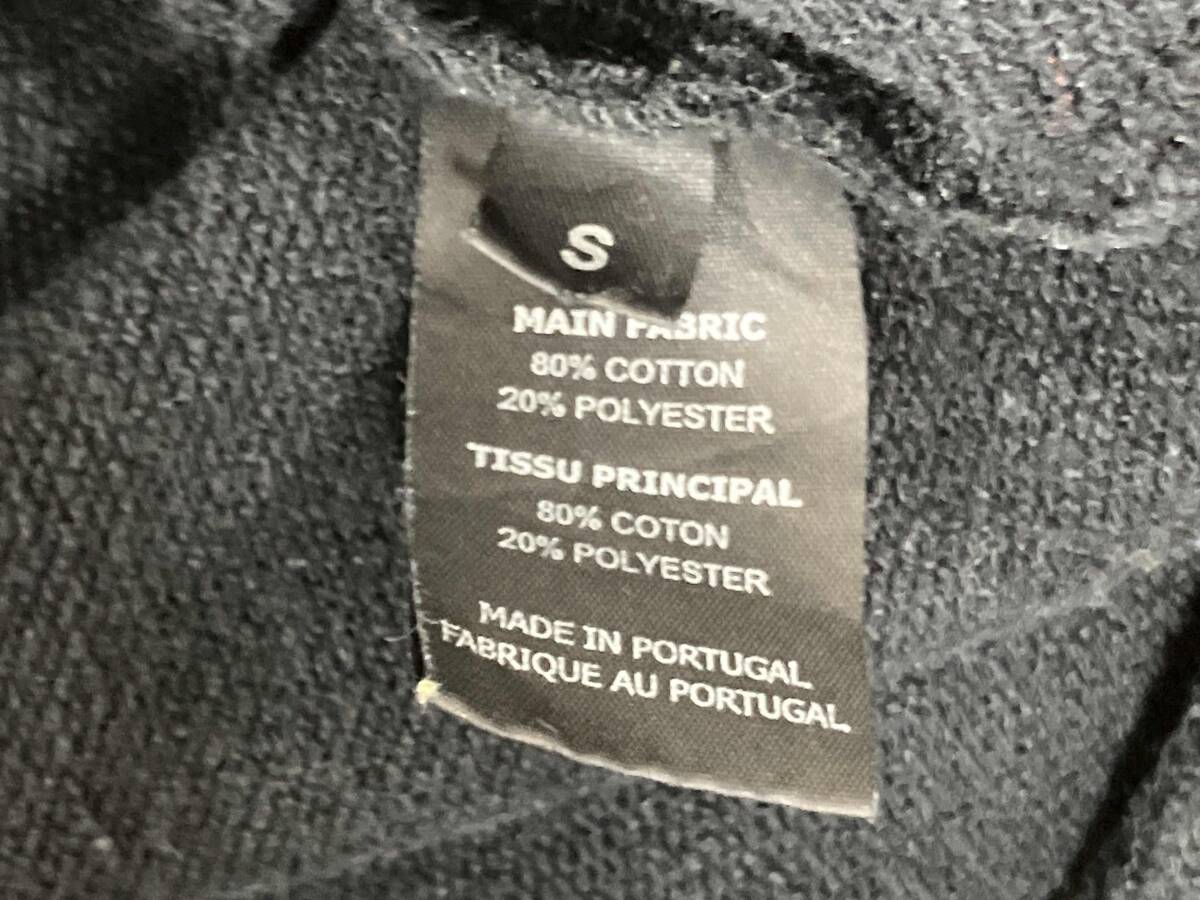 S
MAIN FABRIC
80% COTTON
20% POLYESTER
TISSU PRINCIPAL
80% COTON
20% POLYESTER
MADE IN PORTUGAL
FABRIQUE AU PORTUGAL